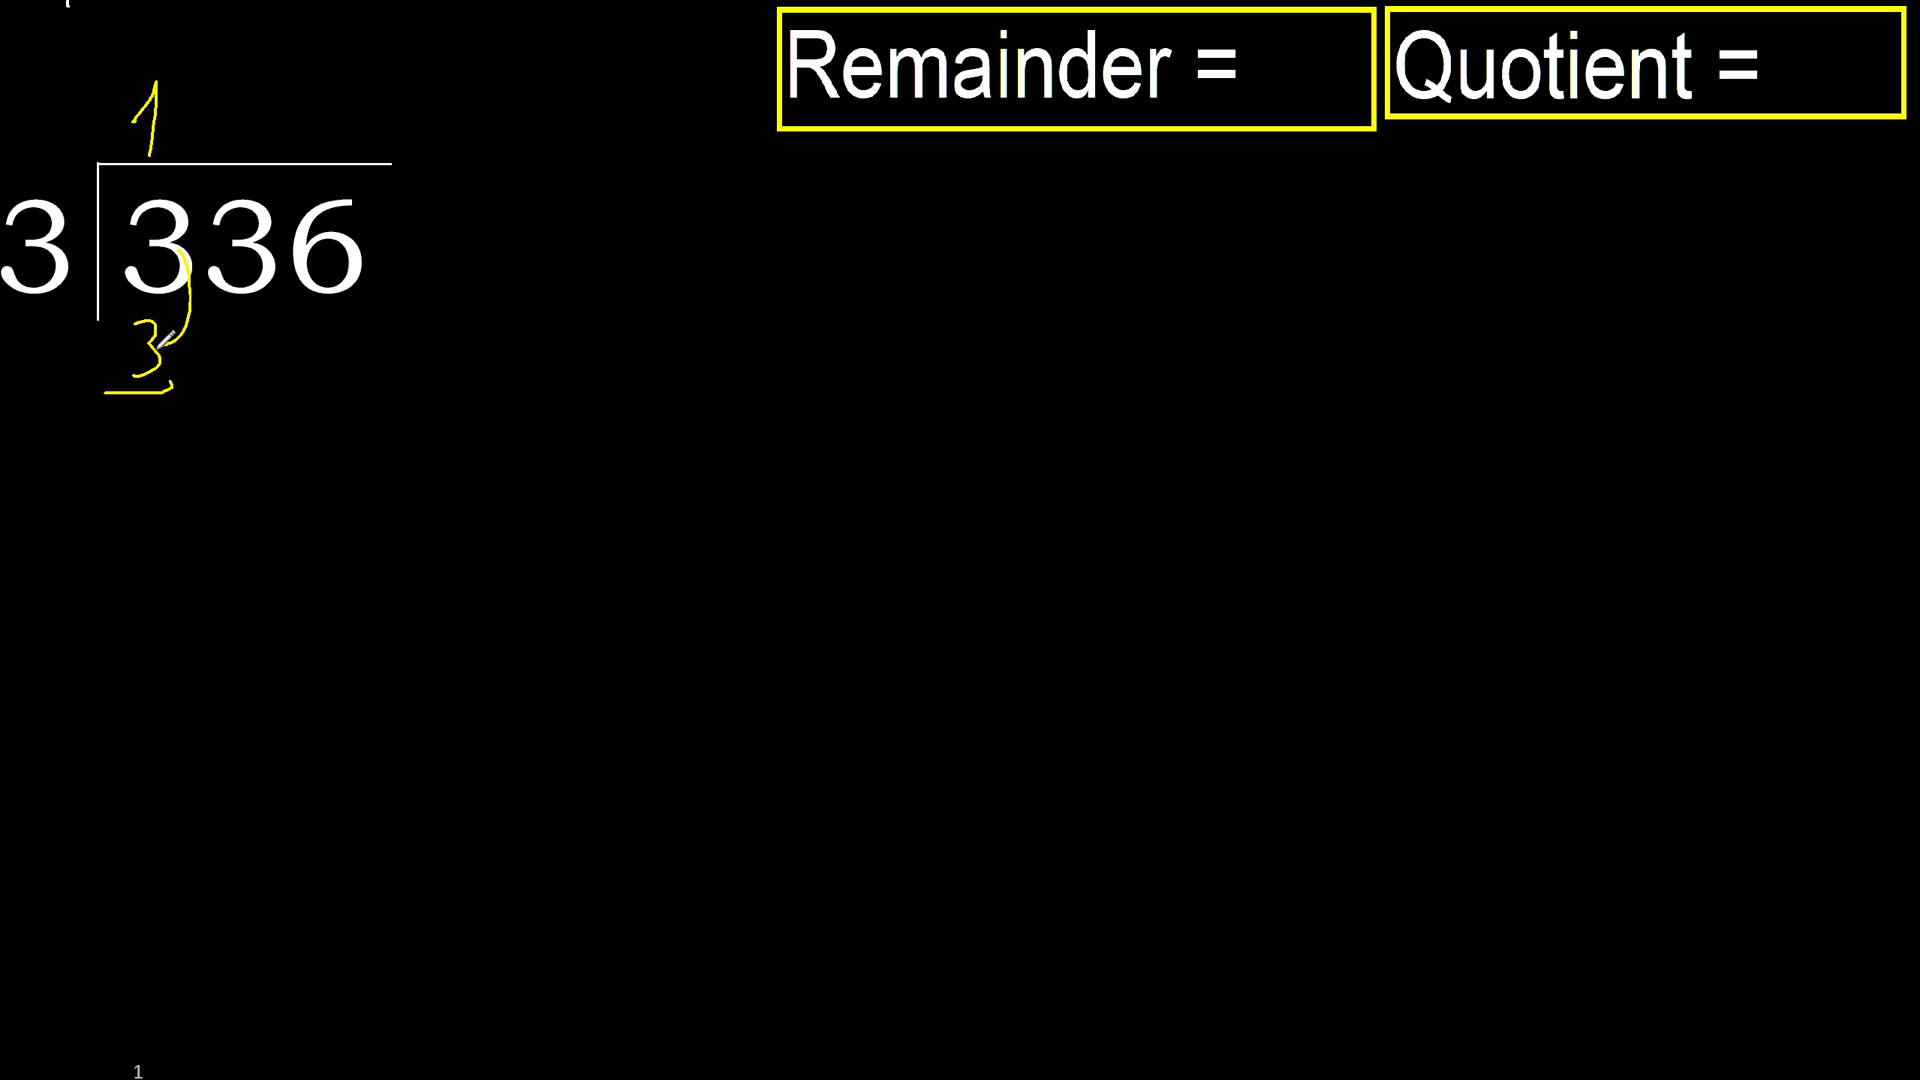 Remainder = Quotient =
1
3 336
3
1